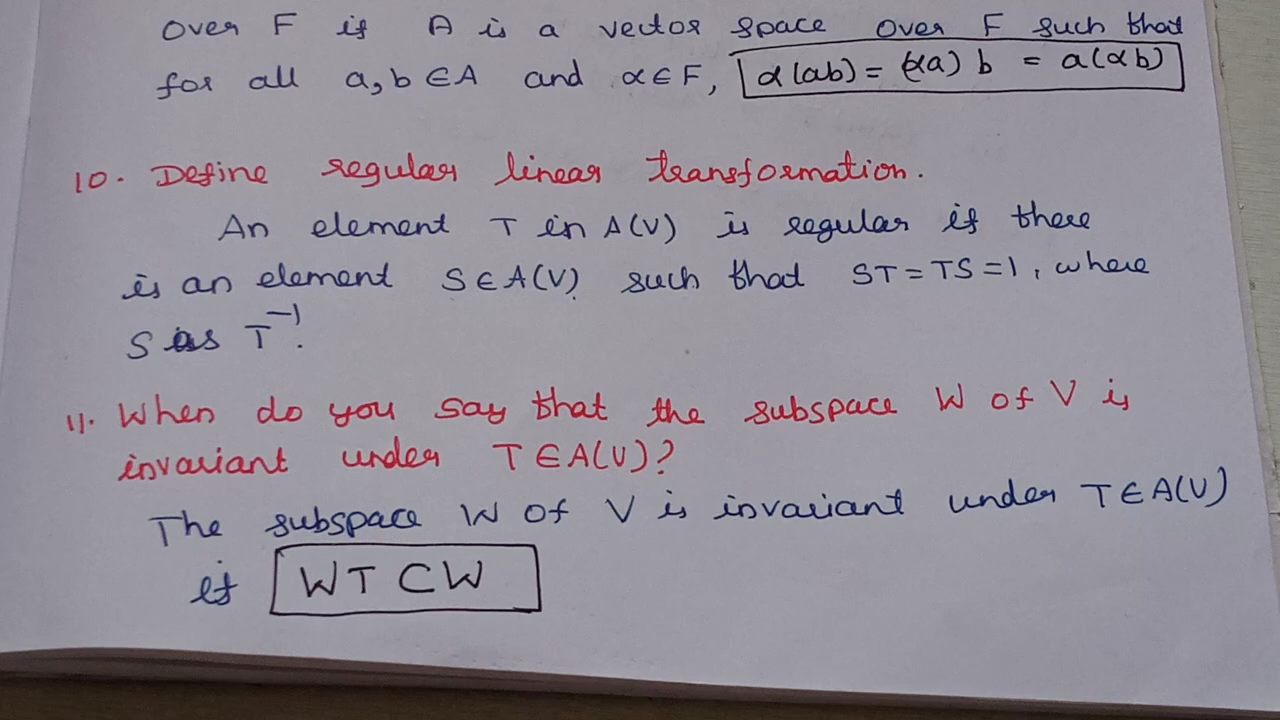 over F if A is a vector space over F such that
for all a, b ∈ A and α ∈ F, α(ab) = (αa) b = a(αb)
10. Define regular linear transformation.
An element T in A(V) is regular if there
is an element S ∈ A(V) such that ST = TS = 1, where
S is T⁻¹.
11. When do you say that the subspace W of V is
invariant under T ∈ A(V)?
The subspace W of V is invariant under T ∈ A(V)
if WT ⊂ W